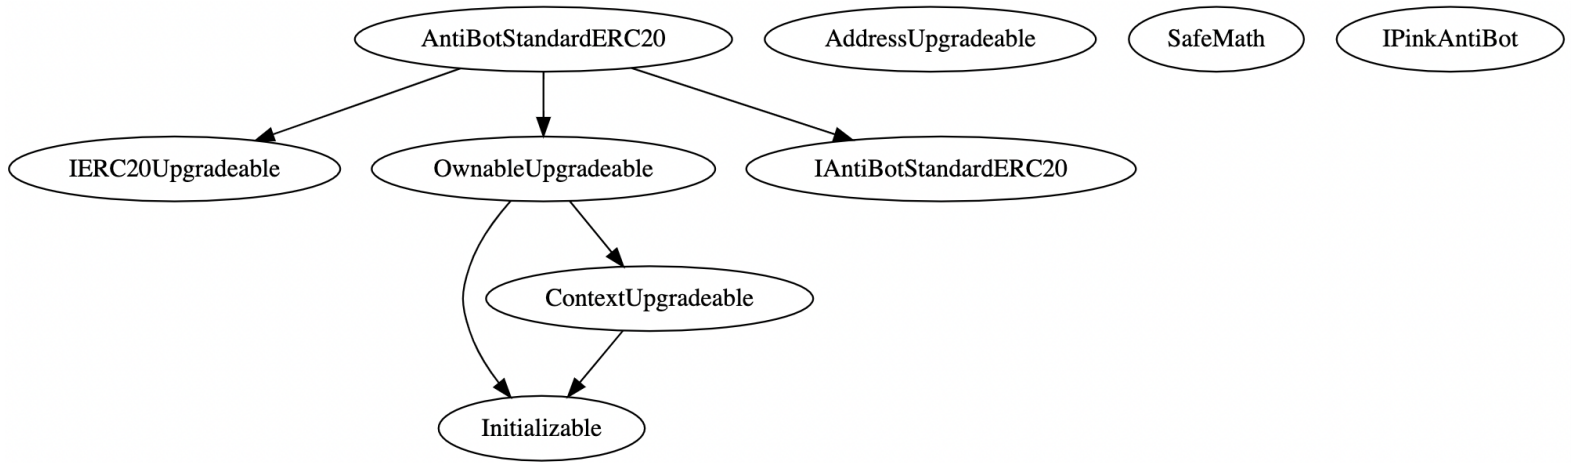 AntiBotStandardERC20
AddressUpgradeable
SafeMath
IPinkAntiBot
IERC20Upgradeable
OwnableUpgradeable
IAntiBotStandardERC20
ContextUpgradeable
Initializable